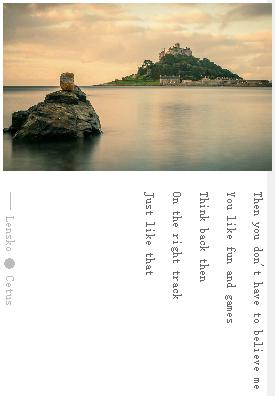 Then you don't have to believe me
You like fun and games
Think back then
On the right track
Just like that
—— Lensko ● Cetus